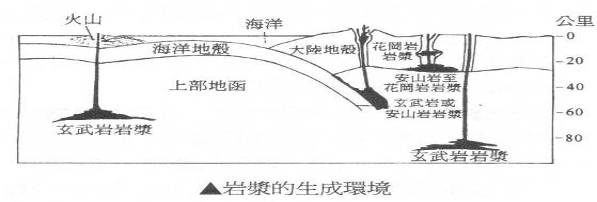 火山
海洋
公里
海洋地殼
大陸地殼
花岡岩
岩漿
上部地函
安山岩至
花岡岩岩漿
玄武岩或
安山岩岩漿
玄武岩岩漿
玄武岩岩漿
0
-20
-40
-60
-80
▲岩漿的生成環境